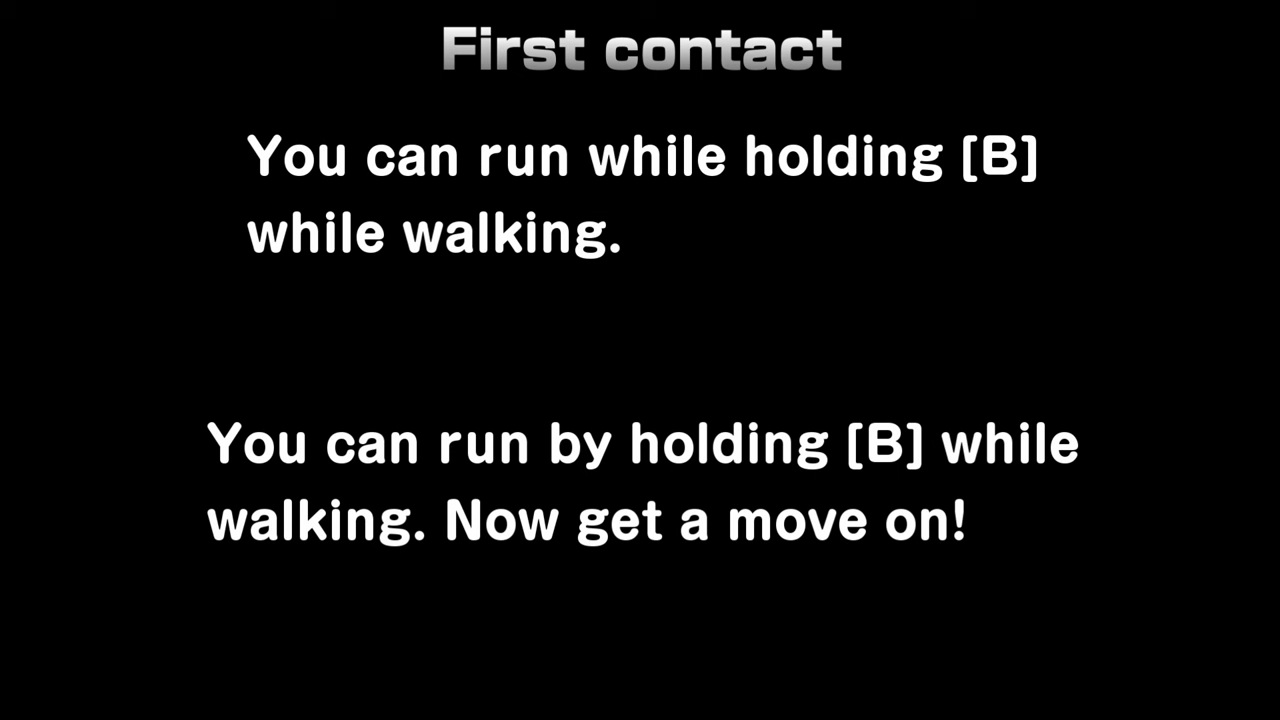 First contact
You can run while holding [B]
while walking.
You can run by holding [B] while
walking. Now get a move on!